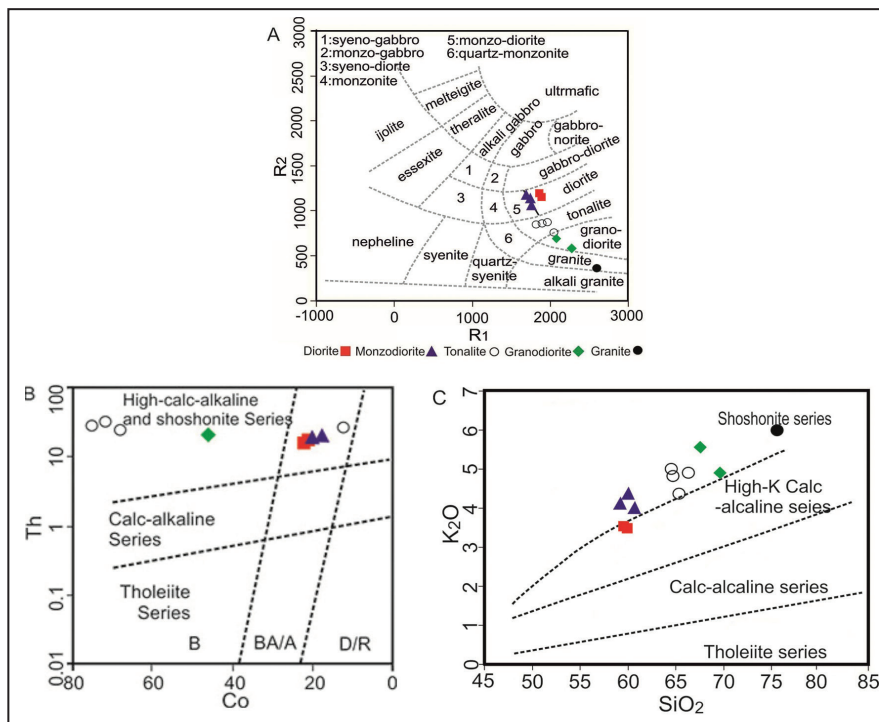 A
1:syeno-gabbro 5:monzo-diorite
2:monzo-gabbro 6:quartz-monzonite
3:syeno-diorte
4:monzonite
3000
2500
2000
1500
1000
500
0
R2
melteigite
ultrmafic
ijolite
theralite
alkali gabbro
gabbro
gabbro-
norite
essexite
gabbro-diorite
1
2
diorite
3
4
5
tonalite
nepheline
6
grano-
diorite
syenite
quartz-
syenite
granite
alkali granite
-1000 0 1000 2000 3000
R1
Diorite Monzodiorite Tonalite Granodiorite Granite
B
100
10
1
0.1
0.01
Th
High-calc-alkaline
and shoshonite Series
Calc-alkaline
Series
Tholeiite
Series
B BA/A D/R
80 60 40 20 0
Co
C
7
6
5
4
3
2
1
0
K2O
Shoshonite series
High-K Calc
-alcaline seies
Calc-alcaline series
Tholeiite series
45 50 55 60 65 70 75 80 85
SiO2